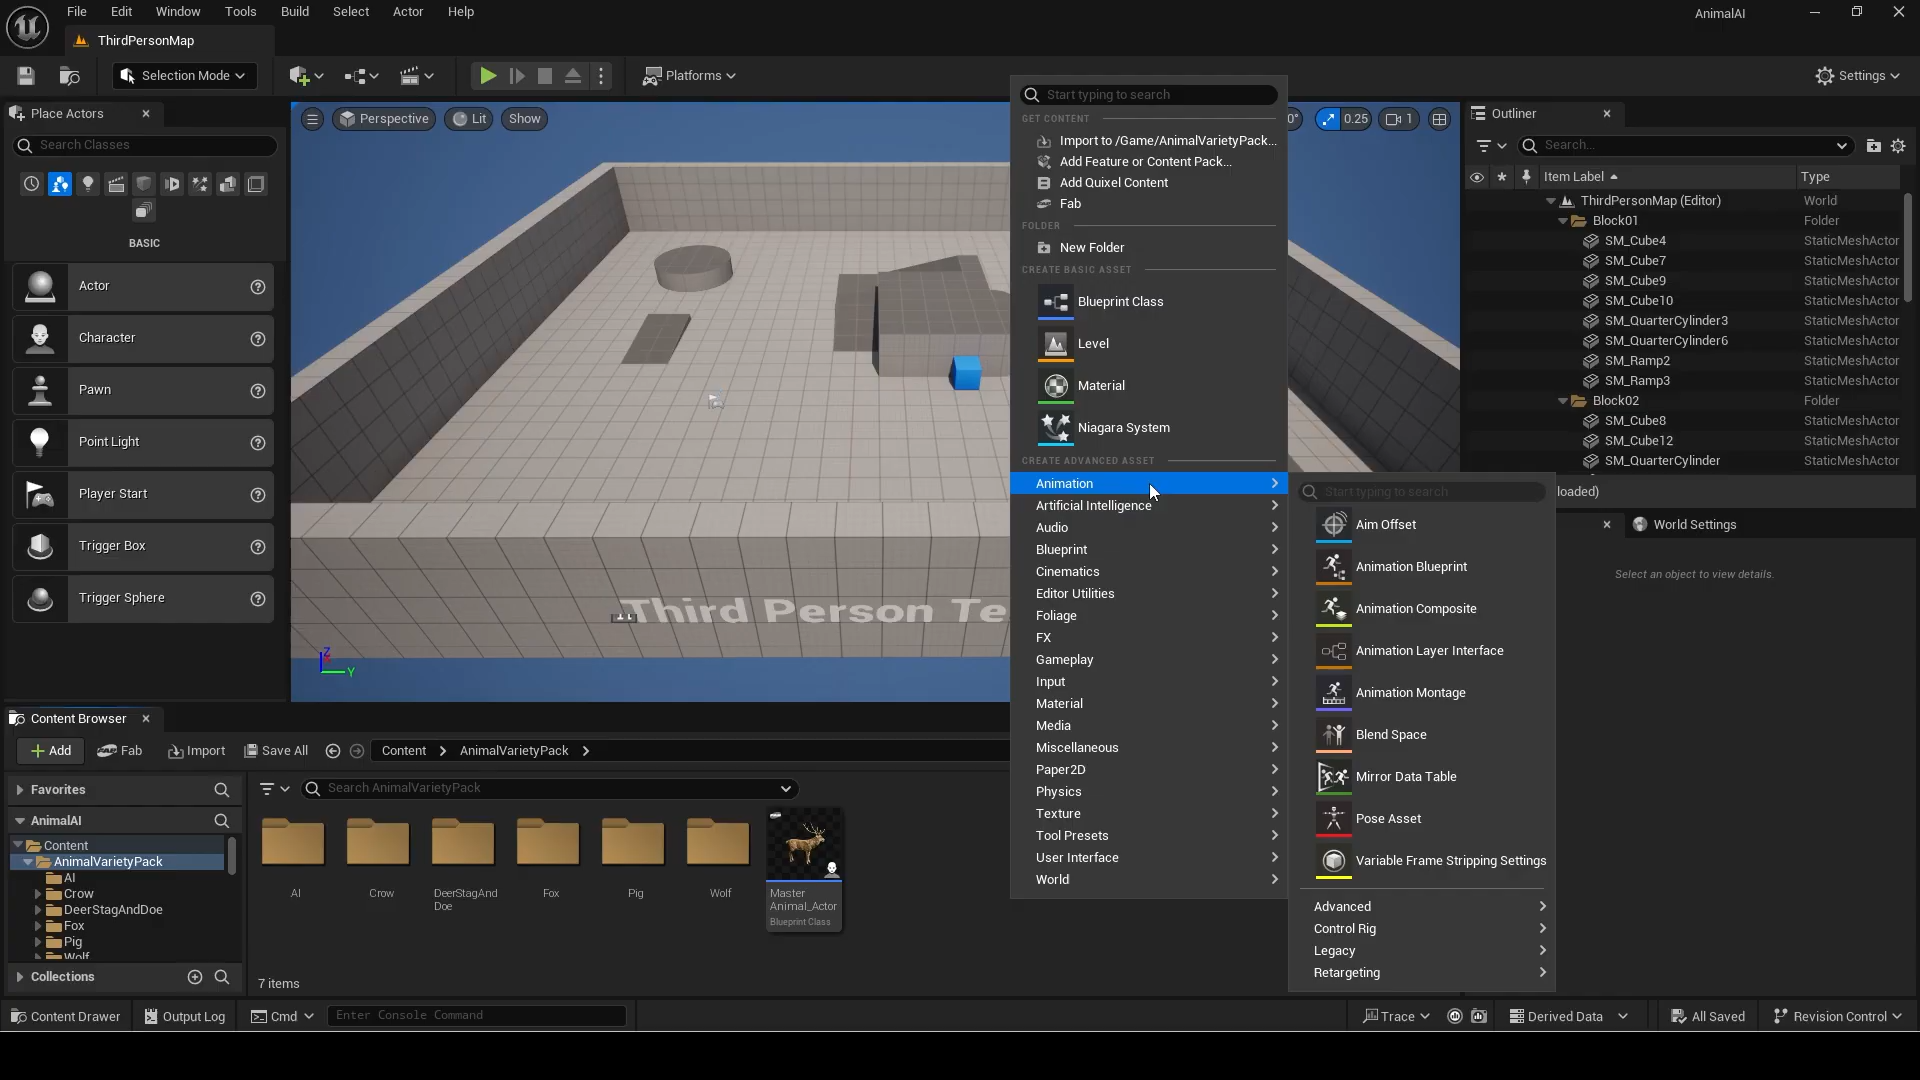 File Edit Window Tools Build Select Actor Help
AnimalAI
ThirdPersonMap
Selection Mode
Platforms
Settings
Place Actors
Search Classes
BASIC
Actor
Character
Pawn
Point Light
Player Start
Trigger Box
Trigger Sphere
Perspective
Lit
Show
0°
0.25
1
Third Person Te
Z
Y
Start typing to search
GET CONTENT
Import to /Game/AnimalVarietyPack...
Add Feature or Content Pack...
Add Quixel Content
Fab
FOLDER
New Folder
CREATE BASIC ASSET
Blueprint Class
Level
Material
Niagara System
CREATE ADVANCED ASSET
Animation
Artificial Intelligence
Audio
Blueprint
Cinematics
Editor Utilities
Foliage
FX
Gameplay
Input
Material
Media
Miscellaneous
Paper2D
Physics
Texture
Tool Presets
User Interface
World
Start typing to search
Aim Offset
Animation Blueprint
Animation Composite
Animation Layer Interface
Animation Montage
Blend Space
Mirror Data Table
Pose Asset
Variable Frame Stripping Settings
Advanced
Control Rig
Legacy
Retargeting
Outliner
Search...
Item Label Type
ThirdPersonMap (Editor) World
Block01 Folder
SM_Cube4 StaticMeshActor
SM_Cube7 StaticMeshActor
SM_Cube9 StaticMeshActor
SM_Cube10 StaticMeshActor
SM_QuarterCylinder3 StaticMeshActor
SM_QuarterCylinder6 StaticMeshActor
SM_Ramp2 StaticMeshActor
SM_Ramp3 StaticMeshActor
Block02 Folder
SM_Cube8 StaticMeshActor
SM_Cube12 StaticMeshActor
SM_QuarterCylinder StaticMeshActor
loaded)
World Settings
Select an object to view details.
Content Browser
Add
Fab
Import
Save All
Content
AnimalVarietyPack
Favorites
AnimalAI
Content
AnimalVarietyPack
AI
Crow
DeerStagAndDoe
Fox
Pig
Wolf
Collections
Search AnimalVarietyPack
AI
Crow
DeerStagAnd
Doe
Fox
Pig
Wolf
Master
Animal_Actor
Blueprint Class
7 items
Content Drawer
Output Log
Cmd
Enter Console Command
Trace
Derived Data
All Saved
Revision Control